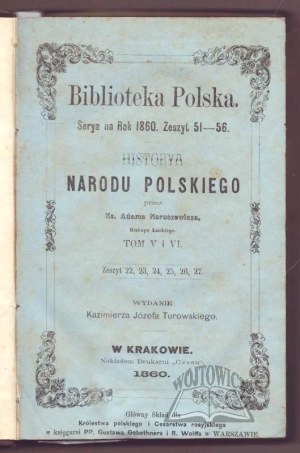 Biblioteka Polska.
Serya na Rok 1860. Zeszyt 51—56.
HISTORYA
NARODU POLSKIEGO
przez
Ks. Adama Naruszewicza,
Biskupa Łuckiego.
TOM V i VI.
Zeszyt 22, 23, 24, 25, 26, 27.
WYDANIE
Kazimierza Józefa Turowskiego.
W KRAKOWIE.
Nakładem Drukarni „Czasu”
1860.
Główny Skład dla
Królestwa polskiego i Cesarstwa rosyjskiego
w księgarni PP. Gustawa Gebethnera i R. Wolffa w WARSZAWIE.
WÓJTOWICZ